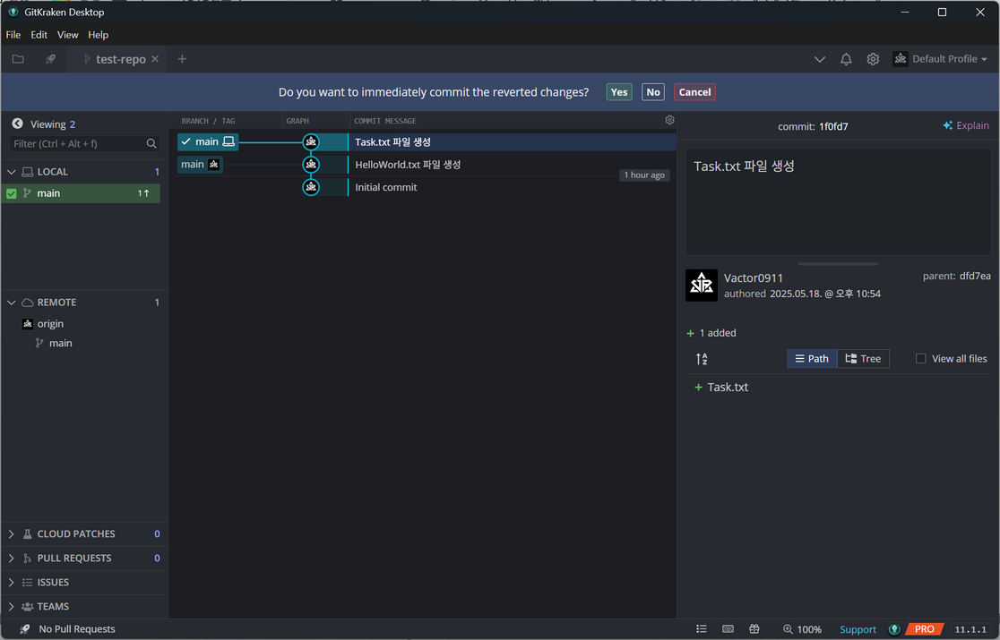 GitKraken Desktop
File Edit View Help
test-repo
Default Profile
Do you want to immediately commit the reverted changes? Yes No Cancel
Viewing 2
Filter (Ctrl + Alt + f)
LOCAL 1
main 1↑
REMOTE 1
origin
main
CLOUD PATCHES 0
PULL REQUESTS 0
ISSUES
TEAMS
BRANCH / TAG GRAPH COMMIT MESSAGE
main Task.txt 파일 생성
main HelloWorld.txt 파일 생성
1 hour ago
Initial commit
commit: 1f0fd7 Explain
Task.txt 파일 생성
Vactor0911 parent: dfd7ea
authored 2025.05.18. @ 오후 10:54
+ 1 added
Path Tree View all files
+ Task.txt
No Pull Requests 100% Support PRO 11.1.1